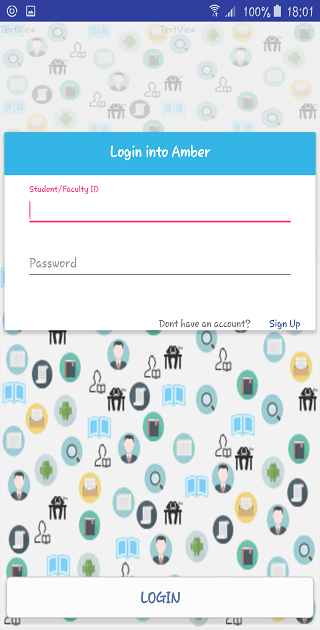 100% 18:01
TextView TextView
Login into Amber
Student/Faculty ID
Password
Dont have an account? Sign Up
LOGIN